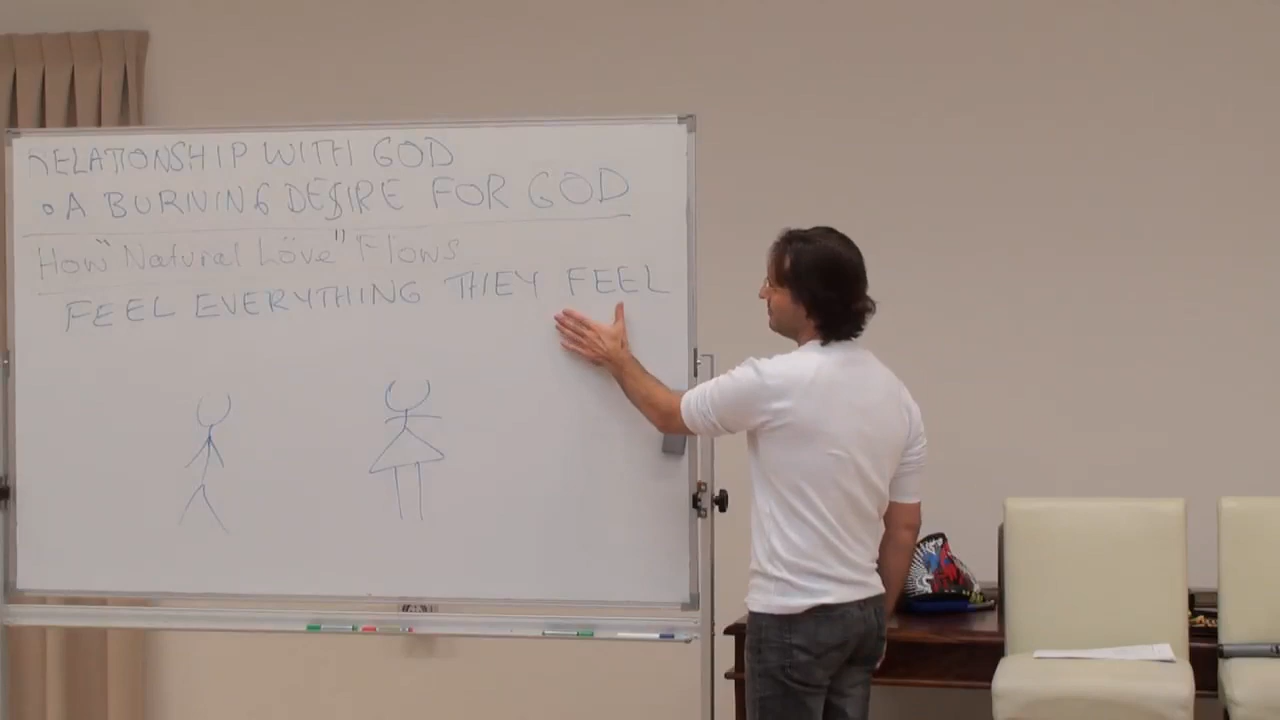 RELATIONSHIP WITH GOD
• A BURNING DESIRE FOR GOD
How "Natural Love" Flows
FEEL EVERYTHING THEY FEEL